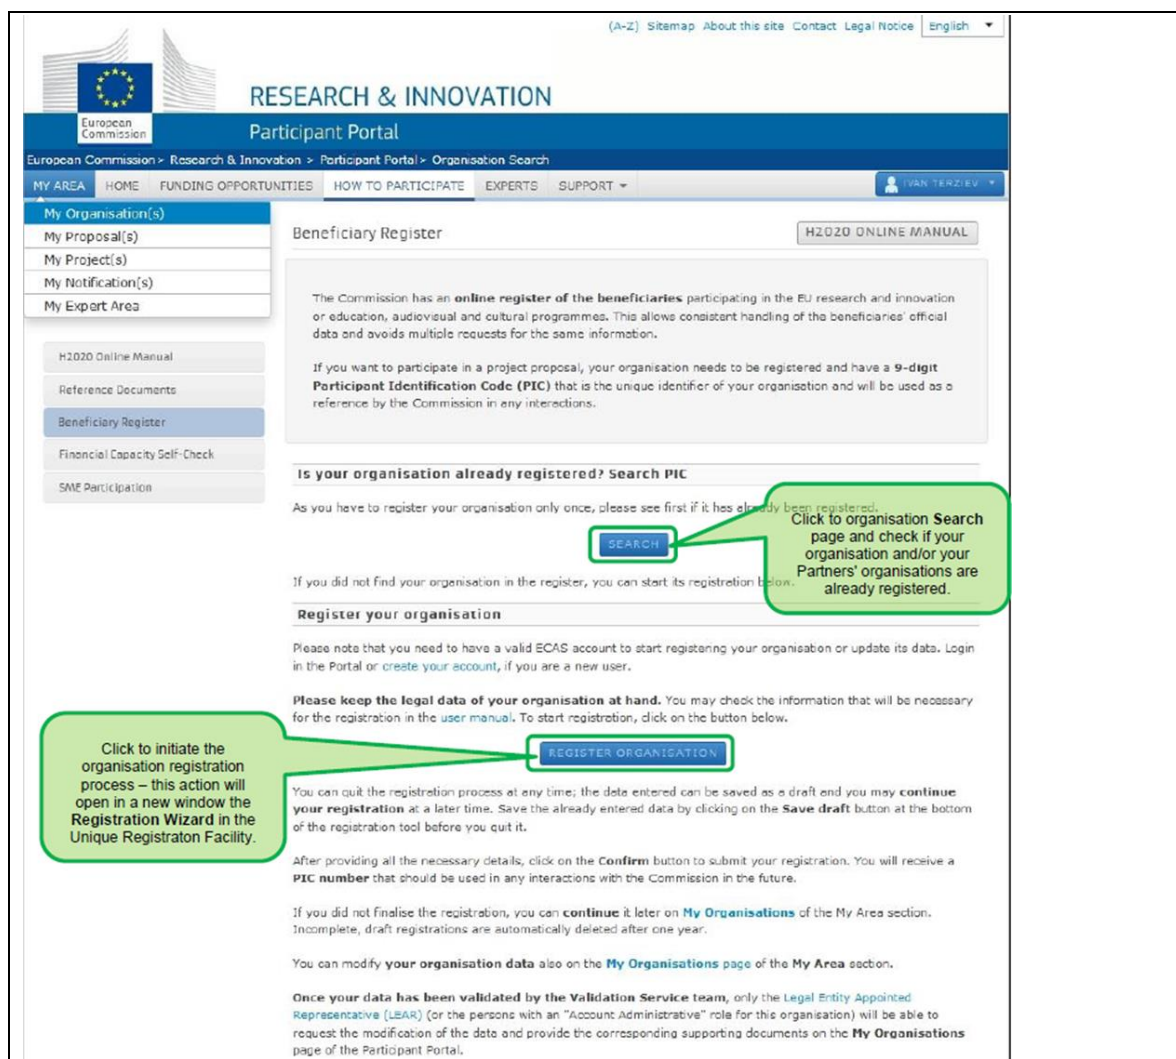 (A-Z) Sitemap About this site Contact Legal Notice English
European
Commission
RESEARCH & INNOVATION
Participant Portal
European Commission > Research & Innovation > Participant Portal > Organisation Search
MY AREA HOME FUNDING OPPORTUNITIES HOW TO PARTICIPATE EXPERTS SUPPORT IVAN TERZIEV
My Organisation(s)
My Proposal(s)
My Project(s)
My Notification(s)
My Expert Area
H2020 Online Manual
Reference Documents
Beneficiary Register
Financial Capacity Self-Check
SME Participation
Beneficiary Register
H2020 ONLINE MANUAL
The Commission has an online register of the beneficiaries participating in the EU research and innovation
or education, audiovisual and cultural programmes. This allows consistent handling of the beneficiaries' official
data and avoids multiple requests for the same information.
If you want to participate in a project proposal, your organisation needs to be registered and have a 9-digit
Participant Identification Code (PIC) that is the unique identifier of your organisation and will be used as a
reference by the Commission in any interactions.
Is your organisation already registered? Search PIC
As you have to register your organisation only once, please see first if it has already been registered.
SEARCH
Click to organisation Search
page and check if your
organisation and/or your
Partners' organisations are
already registered.
If you did not find your organisation in the register, you can start its registration below.
Register your organisation
Please note that you need to have a valid ECAS account to start registering your organisation or update its data. Login
in the Portal or create your account, if you are a new user.
Please keep the legal data of your organisation at hand. You may check the information that will be necessary
for the registration in the user manual. To start registration, click on the button below.
REGISTER ORGANISATION
Click to initiate the
organisation registration
process – this action will
open in a new window the
Registration Wizard in the
Unique Registraton Facility.
You can quit the registration process at any time; the data entered can be saved as a draft and you may continue
your registration at a later time. Save the already entered data by clicking on the Save draft button at the bottom
of the registration tool before you quit it.
After providing all the necessary details, click on the Confirm button to submit your registration. You will receive a
PIC number that should be used in any interactions with the Commission in the future.
If you did not finalise the registration, you can continue it later on My Organisations of the My Area section.
Incomplete, draft registrations are automatically deleted after one year.
You can modify your organisation data also on the My Organisations page of the My Area section.
Once your data has been validated by the Validation Service team, only the Legal Entity Appointed
Representative (LEAR) (or the persons with an "Account Administrative" role for this organisation) will be able to
request the modification of the data and provide the corresponding supporting documents on the My Organisations
page of the Participant Portal.